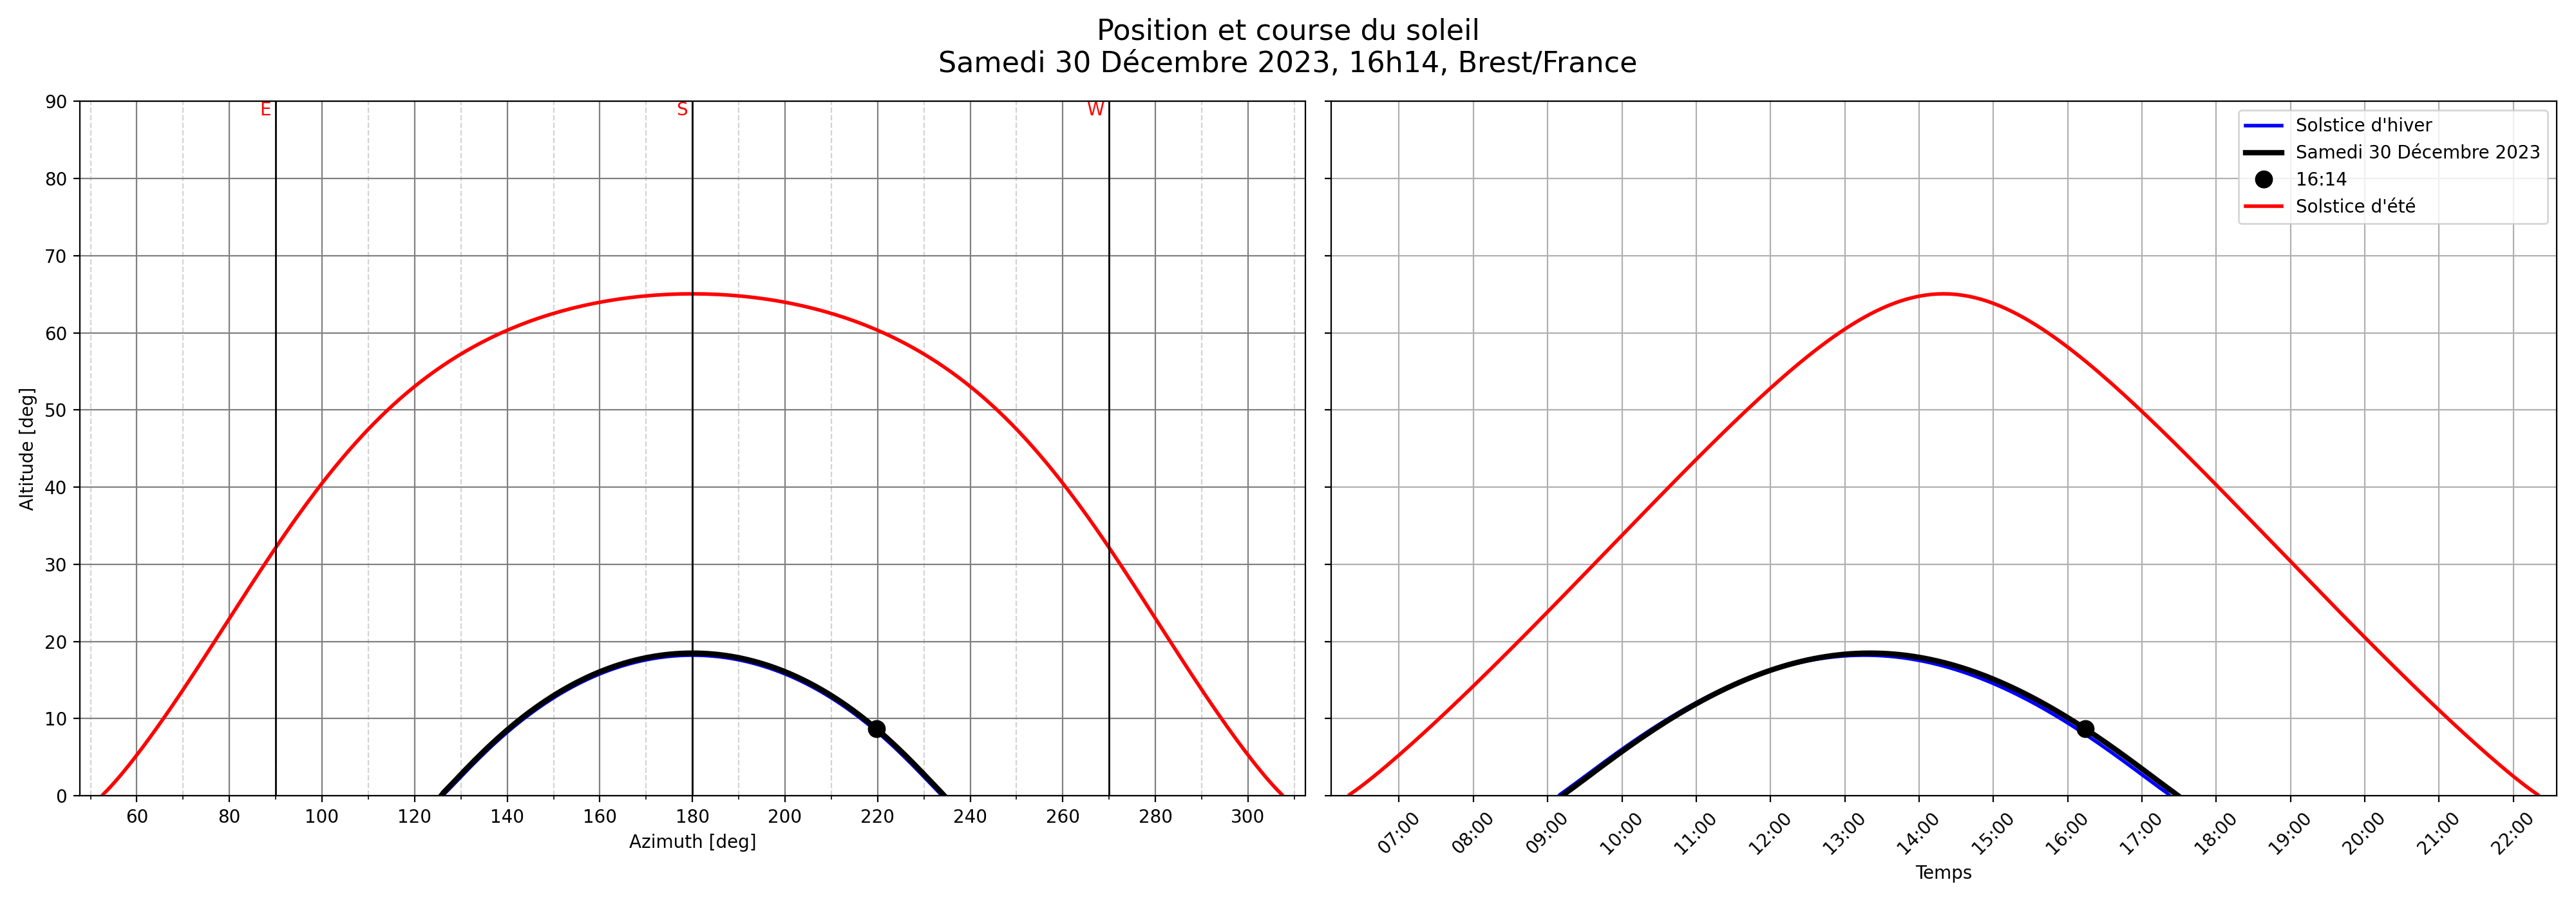 Position et course du soleil
Samedi 30 Décembre 2023, 16h14, Brest/France
E
S
W
90
80
70
60
50
40
30
20
10
0
Altitude [deg]
60 80 100 120 140 160 180 200 220 240 260 280 300
Azimuth [deg]
Solstice d'hiver
Samedi 30 Décembre 2023
16:14
Solstice d'été
07:00 08:00 09:00 10:00 11:00 12:00 13:00 14:00 15:00 16:00 17:00 18:00 19:00 20:00 21:00 22:00
Temps